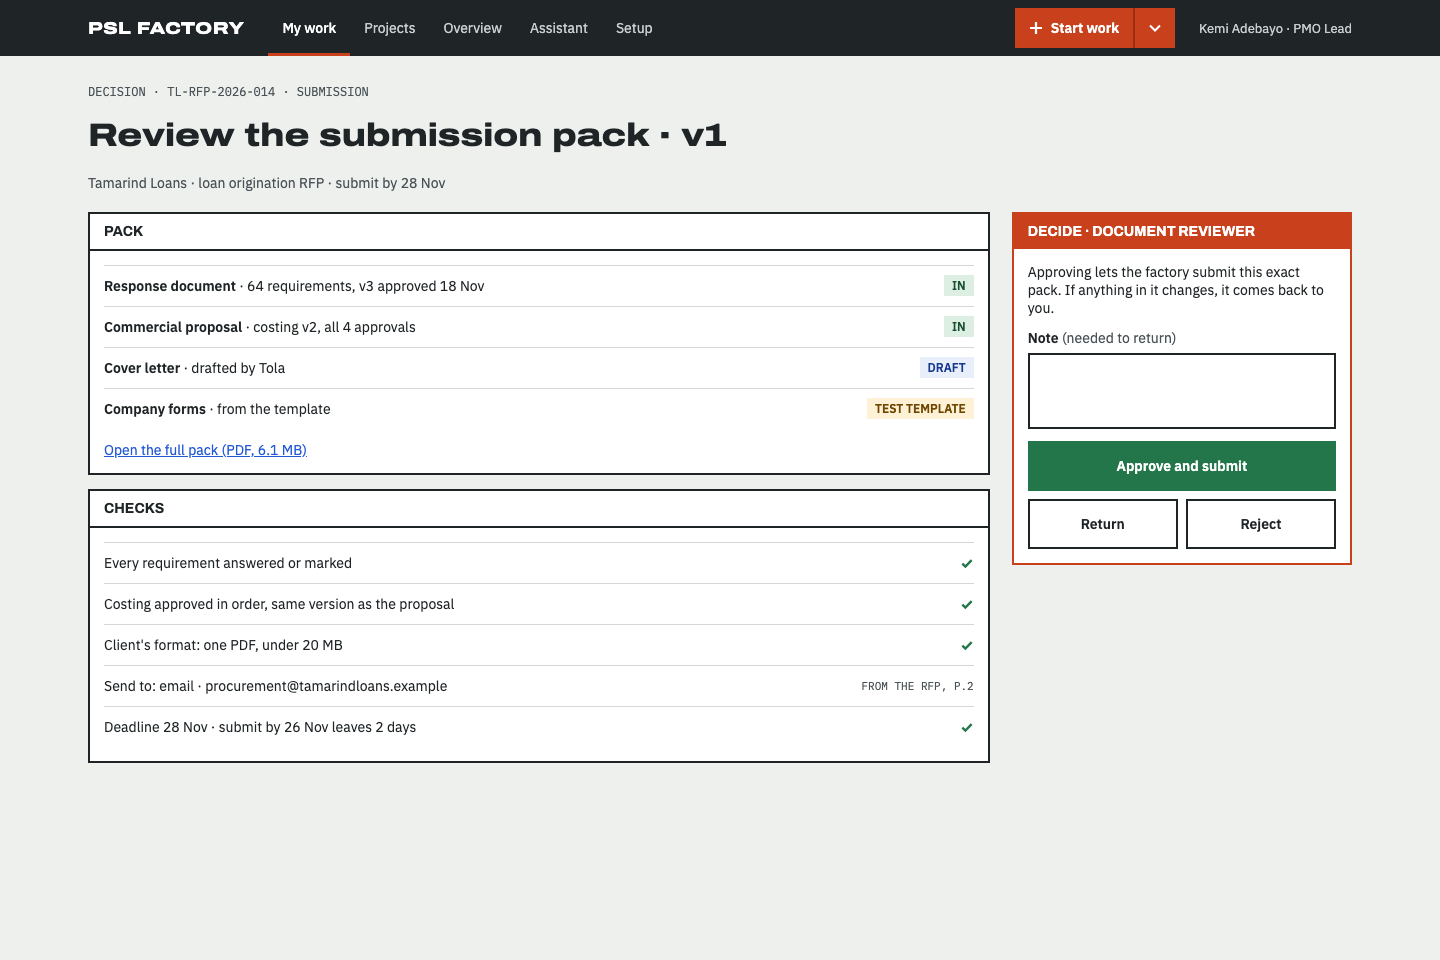 PSL FACTORY
My work
Projects
Overview
Assistant
Setup
Start work
Kemi Adebayo · PMO Lead
DECISION · TL-RFP-2026-014 · SUBMISSION
Review the submission pack · v1
Tamarind Loans · loan origination RFP · submit by 28 Nov
PACK
Response document · 64 requirements, v3 approved 18 Nov
IN
Commercial proposal · costing v2, all 4 approvals
IN
Cover letter · drafted by Tola
DRAFT
Company forms · from the template
TEST TEMPLATE
Open the full pack (PDF, 6.1 MB)
CHECKS
Every requirement answered or marked
Costing approved in order, same version as the proposal
Client's format: one PDF, under 20 MB
Send to: email · procurement@tamarindloans.example
FROM THE RFP, P.2
Deadline 28 Nov · submit by 26 Nov leaves 2 days
DECIDE · DOCUMENT REVIEWER
Approving lets the factory submit this exact
pack. If anything in it changes, it comes back to
you.
Note (needed to return)
Approve and submit
Return
Reject